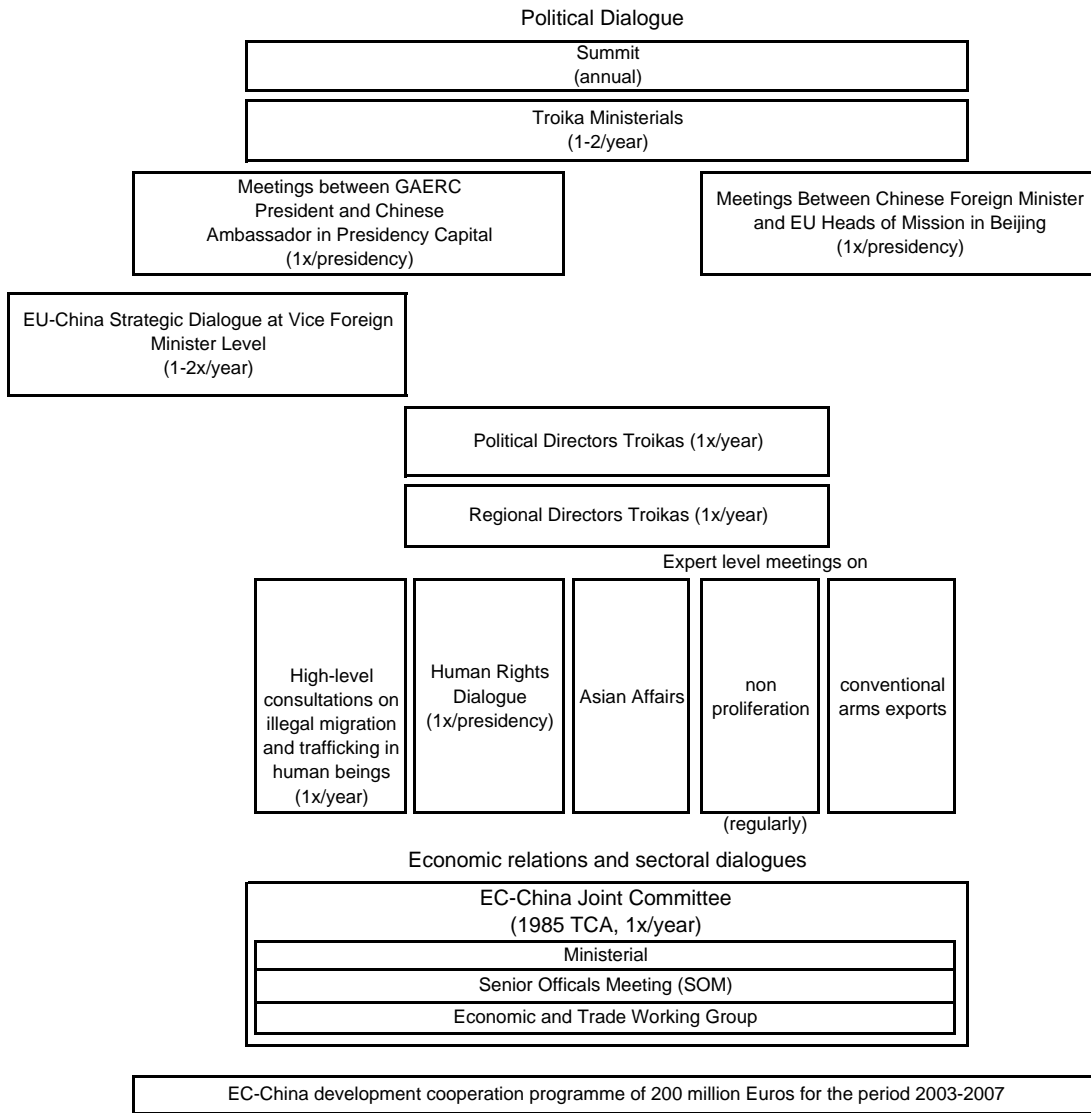 Political Dialogue
Summit
(annual)
Troika Ministerials
(1-2/year)
Meetings between GAERC
President and Chinese
Ambassador in Presidency Capital
(1x/presidency)
Meetings Between Chinese Foreign Minister
and EU Heads of Mission in Beijing
(1x/presidency)
EU-China Strategic Dialogue at Vice Foreign
Minister Level
(1-2x/year)
Political Directors Troikas (1x/year)
Regional Directors Troikas (1x/year)
Expert level meetings on
High-level
consultations on
illegal migration
and trafficking in
human beings
(1x/year)
Human Rights
Dialogue
(1x/presidency)
Asian Affairs
non
proliferation
conventional
arms exports
(regularly)
Economic relations and sectoral dialogues
EC-China Joint Committee
(1985 TCA, 1x/year)
Ministerial
Senior Officals Meeting (SOM)
Economic and Trade Working Group
EC-China development cooperation programme of 200 million Euros for the period 2003-2007